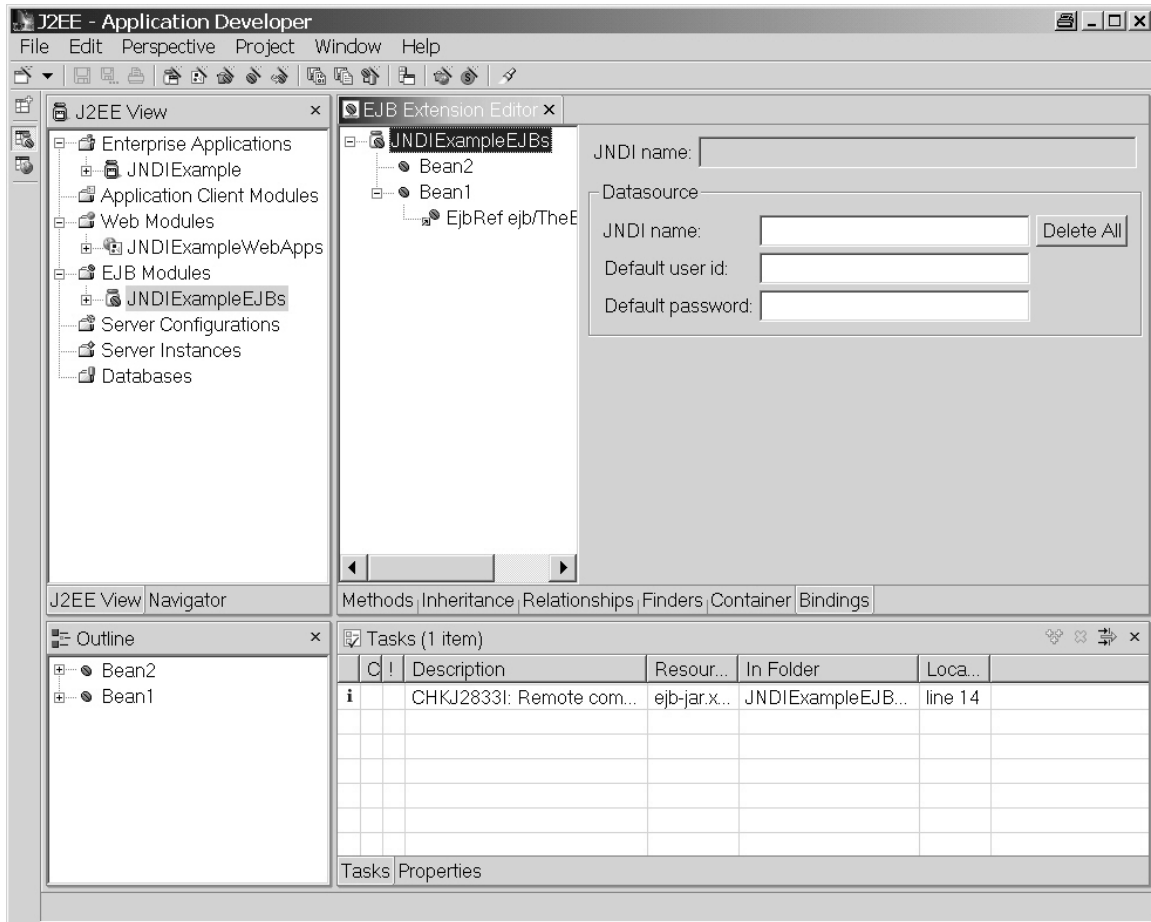 J2EE - Application Developer
File Edit Perspective Project Window Help
J2EE View
Enterprise Applications
JNDIExample
Application Client Modules
Web Modules
JNDIExampleWebApps
EJB Modules
JNDIExampleEJBs
Server Configurations
Server Instances
Databases
J2EE View Navigator
EJB Extension Editor
JNDIExampleEJBs
Bean2
Bean1
EjbRef ejb/TheE
JNDI name:
Datasource
JNDI name:
Delete All
Default user id:
Default password:
Methods Inheritance Relationships Finders Container Bindings
Outline
Bean2
Bean1
Tasks (1 item)
C ! Description Resour... In Folder Loca...
i CHKJ2833I: Remote com... ejb-jar.x... JNDIExampleEJB... line 14
Tasks Properties